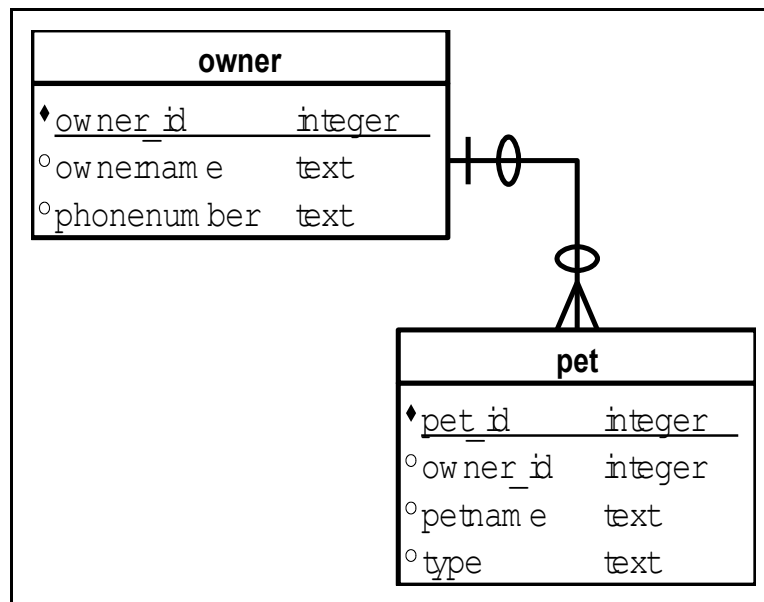 owner
owner_id integer
ownername text
phonenumber text
pet
pet_id integer
owner_id integer
petname text
type text